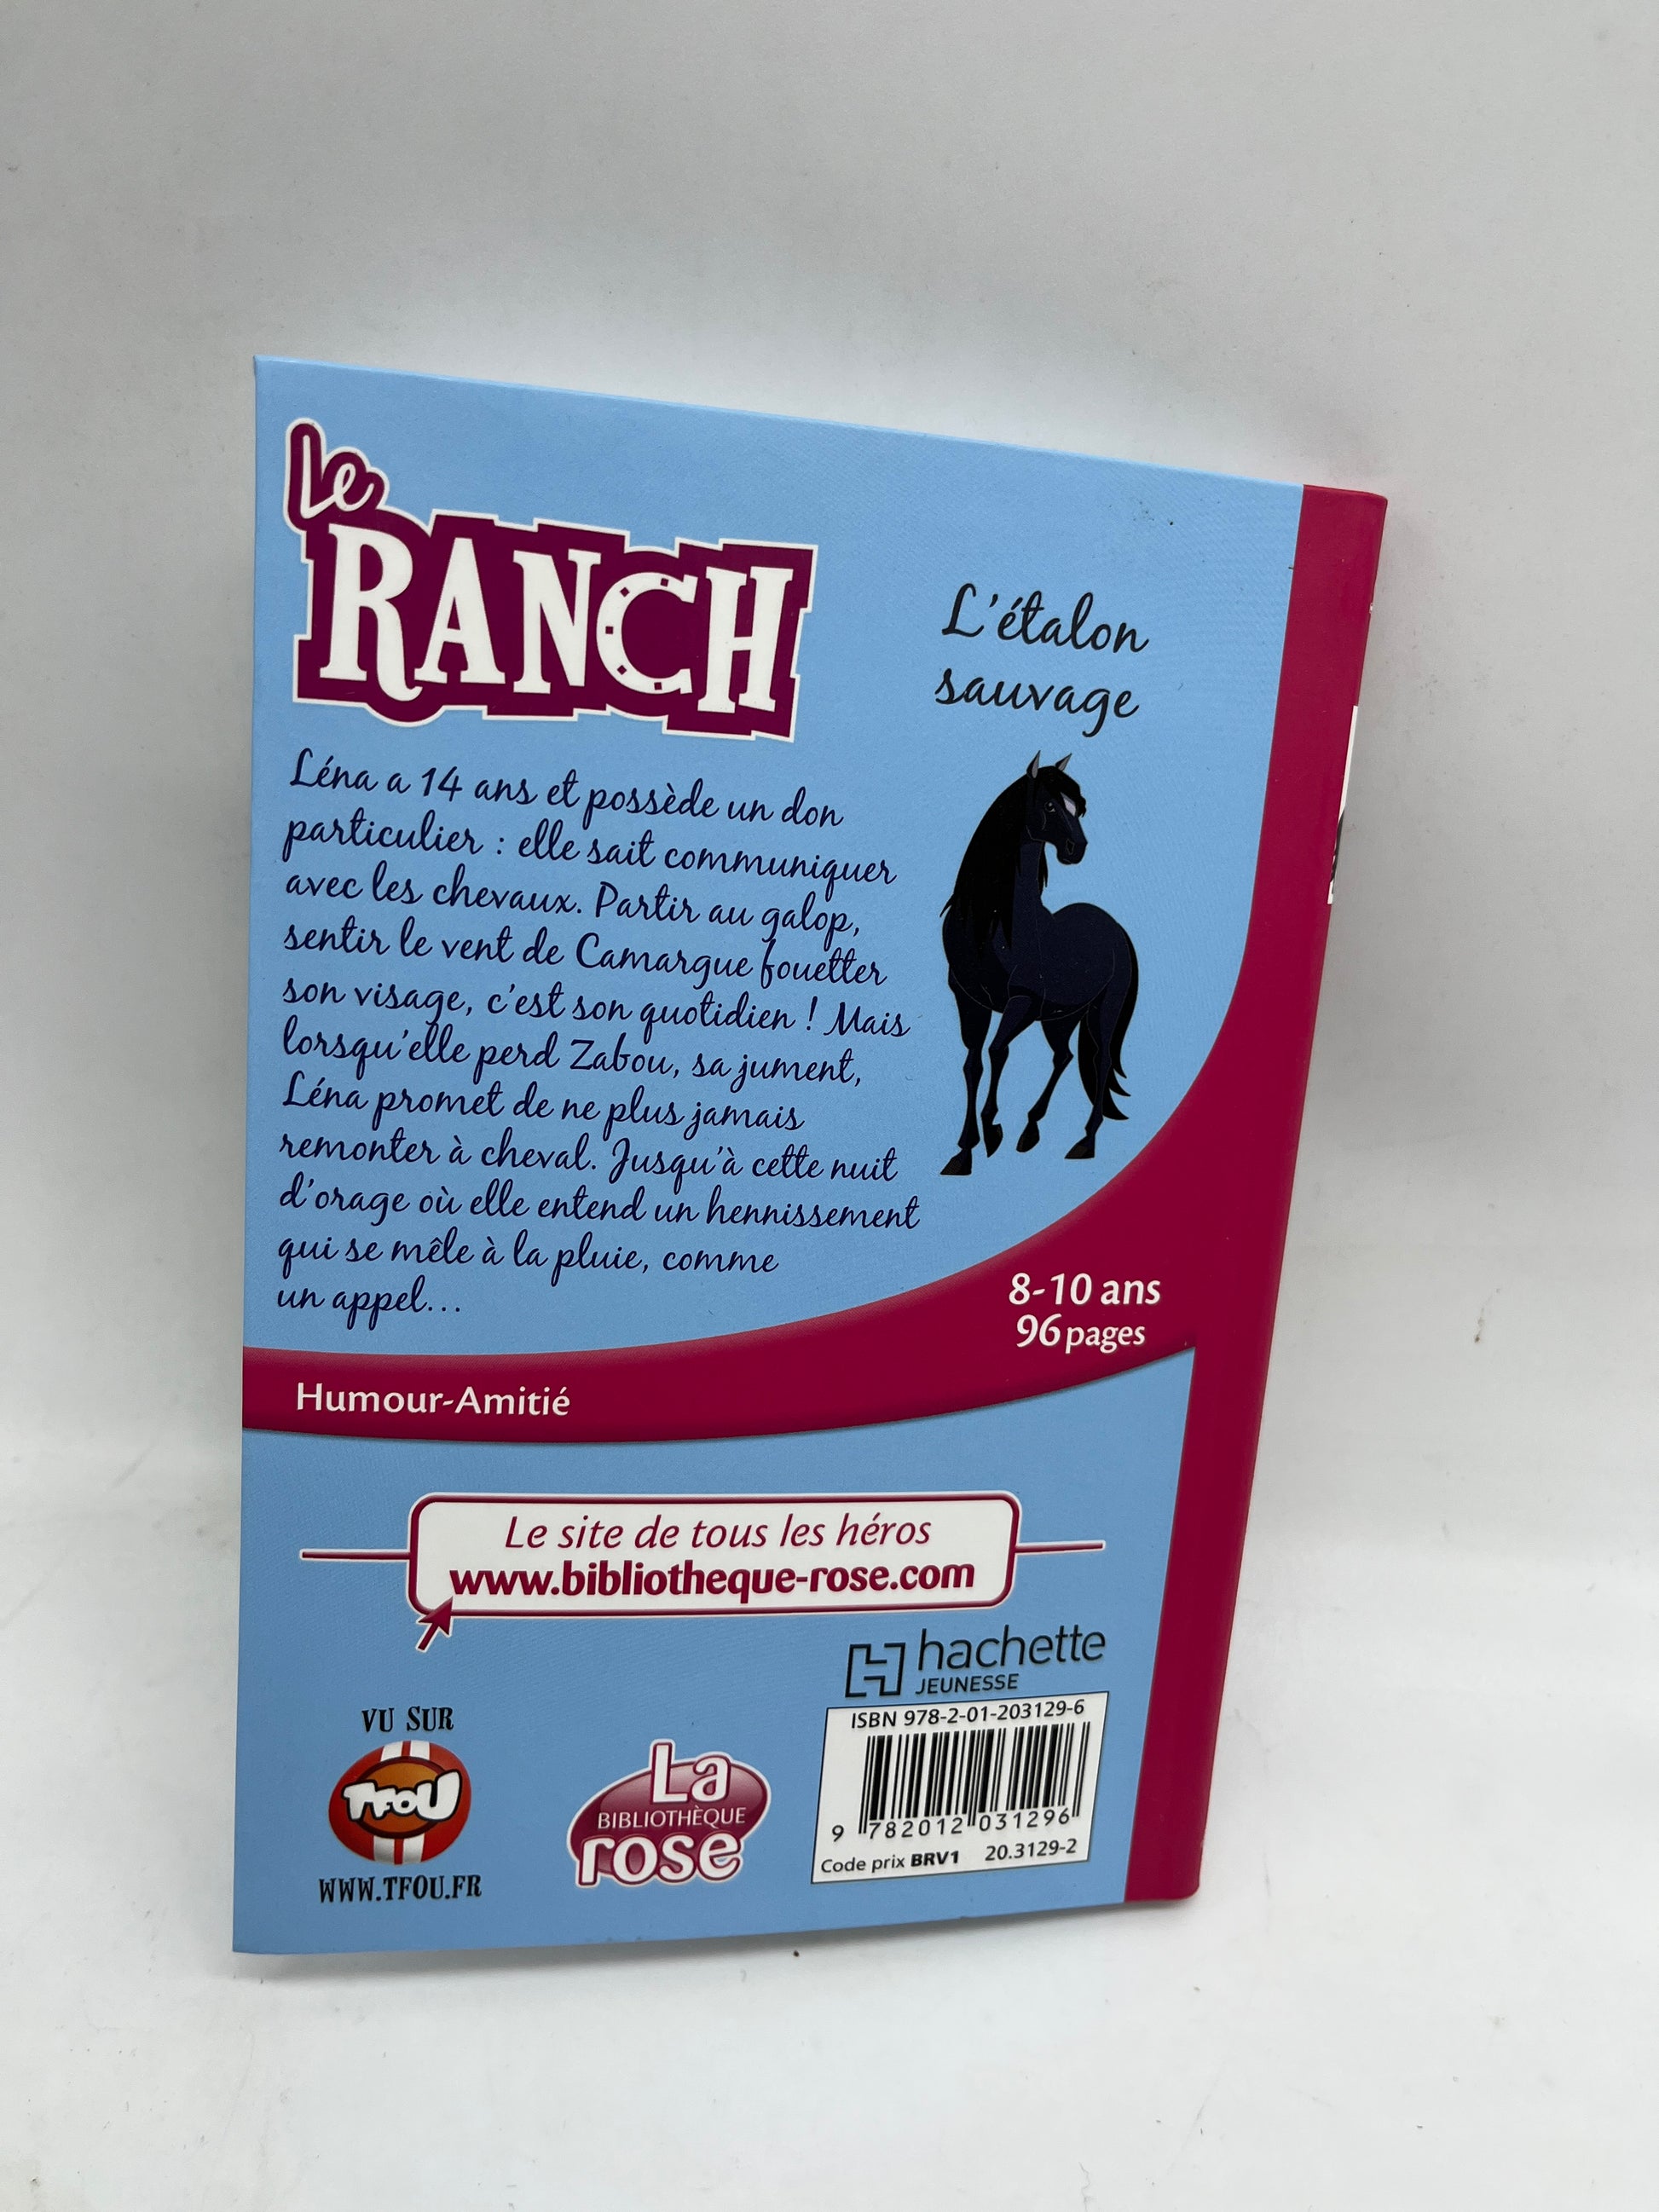 Le
RANCH
L'étalon
sauvage
Léna a 14 ans et possède un don
particulier : elle sait communiquer
avec les chevaux. Partir au galop,
sentir le vent de Camargue fouetter
son visage, c'est son quotidien ! Mais
lorsqu'elle perd Zabou, sa jument,
Léna promet de ne plus jamais
remonter à cheval. Jusqu'à cette nuit
d'orage où elle entend un hennissement
qui se mêle à la pluie, comme
un appel...
8-10 ans
96 pages
Humour-Amitié
Le site de tous les héros
www.bibliotheque-rose.com
hachette
JEUNESSE
ISBN 978-2-01-203129-6
9 782012 031296
Code prix BRV1 20.3129-2
VU SUR
TFOU
WWW.TFOU.FR
La
BIBLIOTHÈQUE
rose